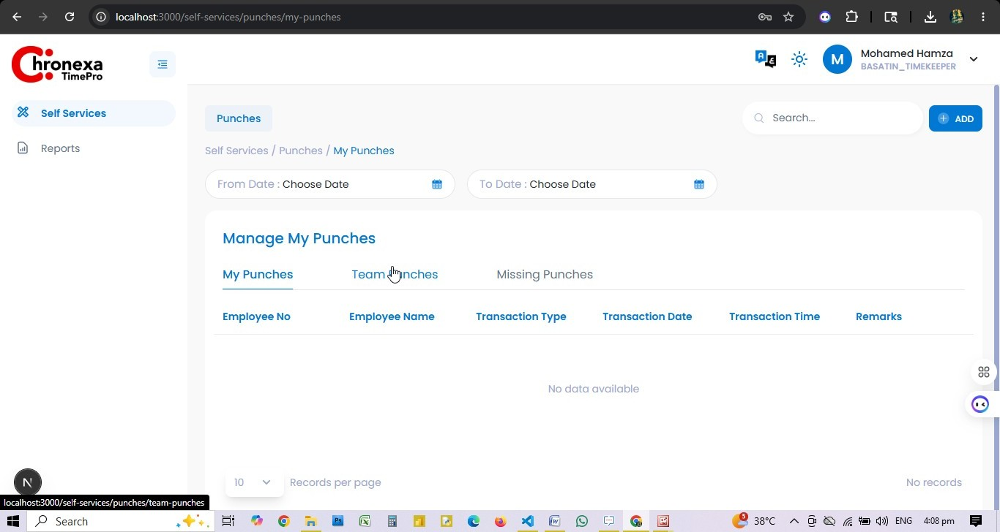 localhost:3000/self-services/punches/my-punches
Chronexa
TimePro
A
ع
M
Mohamed Hamza
BASATIN_TIMEKEEPER
Self Services
Reports
Punches
Search...
ADD
Self Services / Punches / My Punches
From Date : Choose Date
To Date : Choose Date
Manage My Punches
My Punches
Team Punches
Missing Punches
Employee No
Employee Name
Transaction Type
Transaction Date
Transaction Time
Remarks
No data available
10
Records per page
No records
N
localhost:3000/self-services/punches/team-punches
Search
5
38°C
ENG
4:08 pm